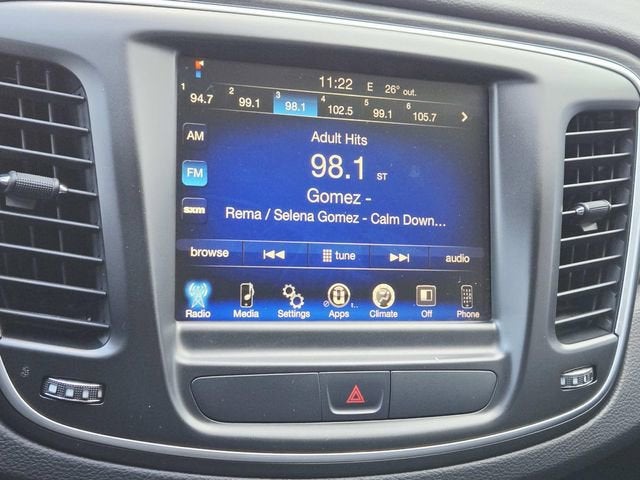 11:22 E 26° out.
1 94.7 2 99.1 3 98.1 4 102.5 5 99.1 6 105.7
AM
Adult Hits
FM
98.1 ST
Gomez -
sxm
Rema / Selena Gomez - Calm Down...
browse tune audio
Radio Media Settings Apps Climate Off Phone